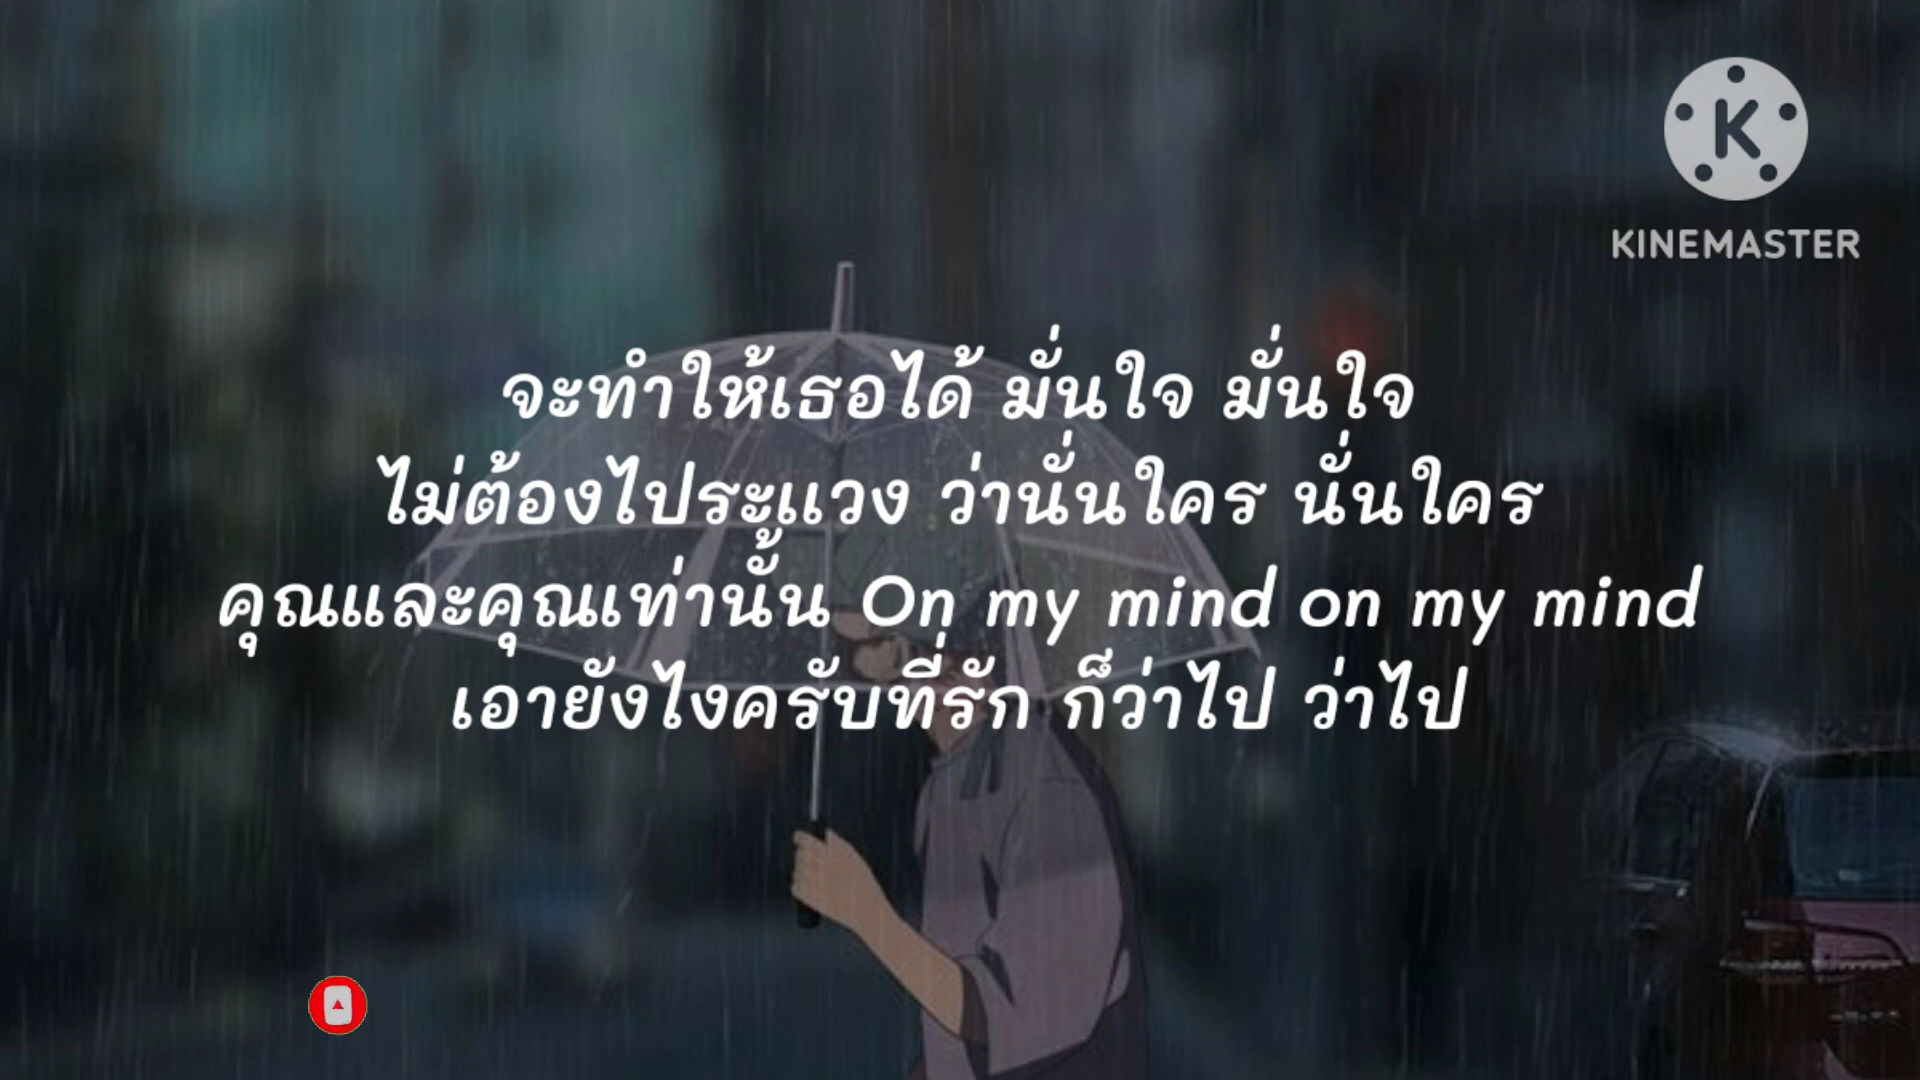 KINEMASTER
จะทำให้เธอได้ มั่นใจ มั่นใจ
ไม่ต้องไประแวง ว่านั่นใคร นั่นใคร
คุณและคุณเท่านั้น On my mind on my mind
เอายังไงครับที่รัก ก็ว่าไป ว่าไป